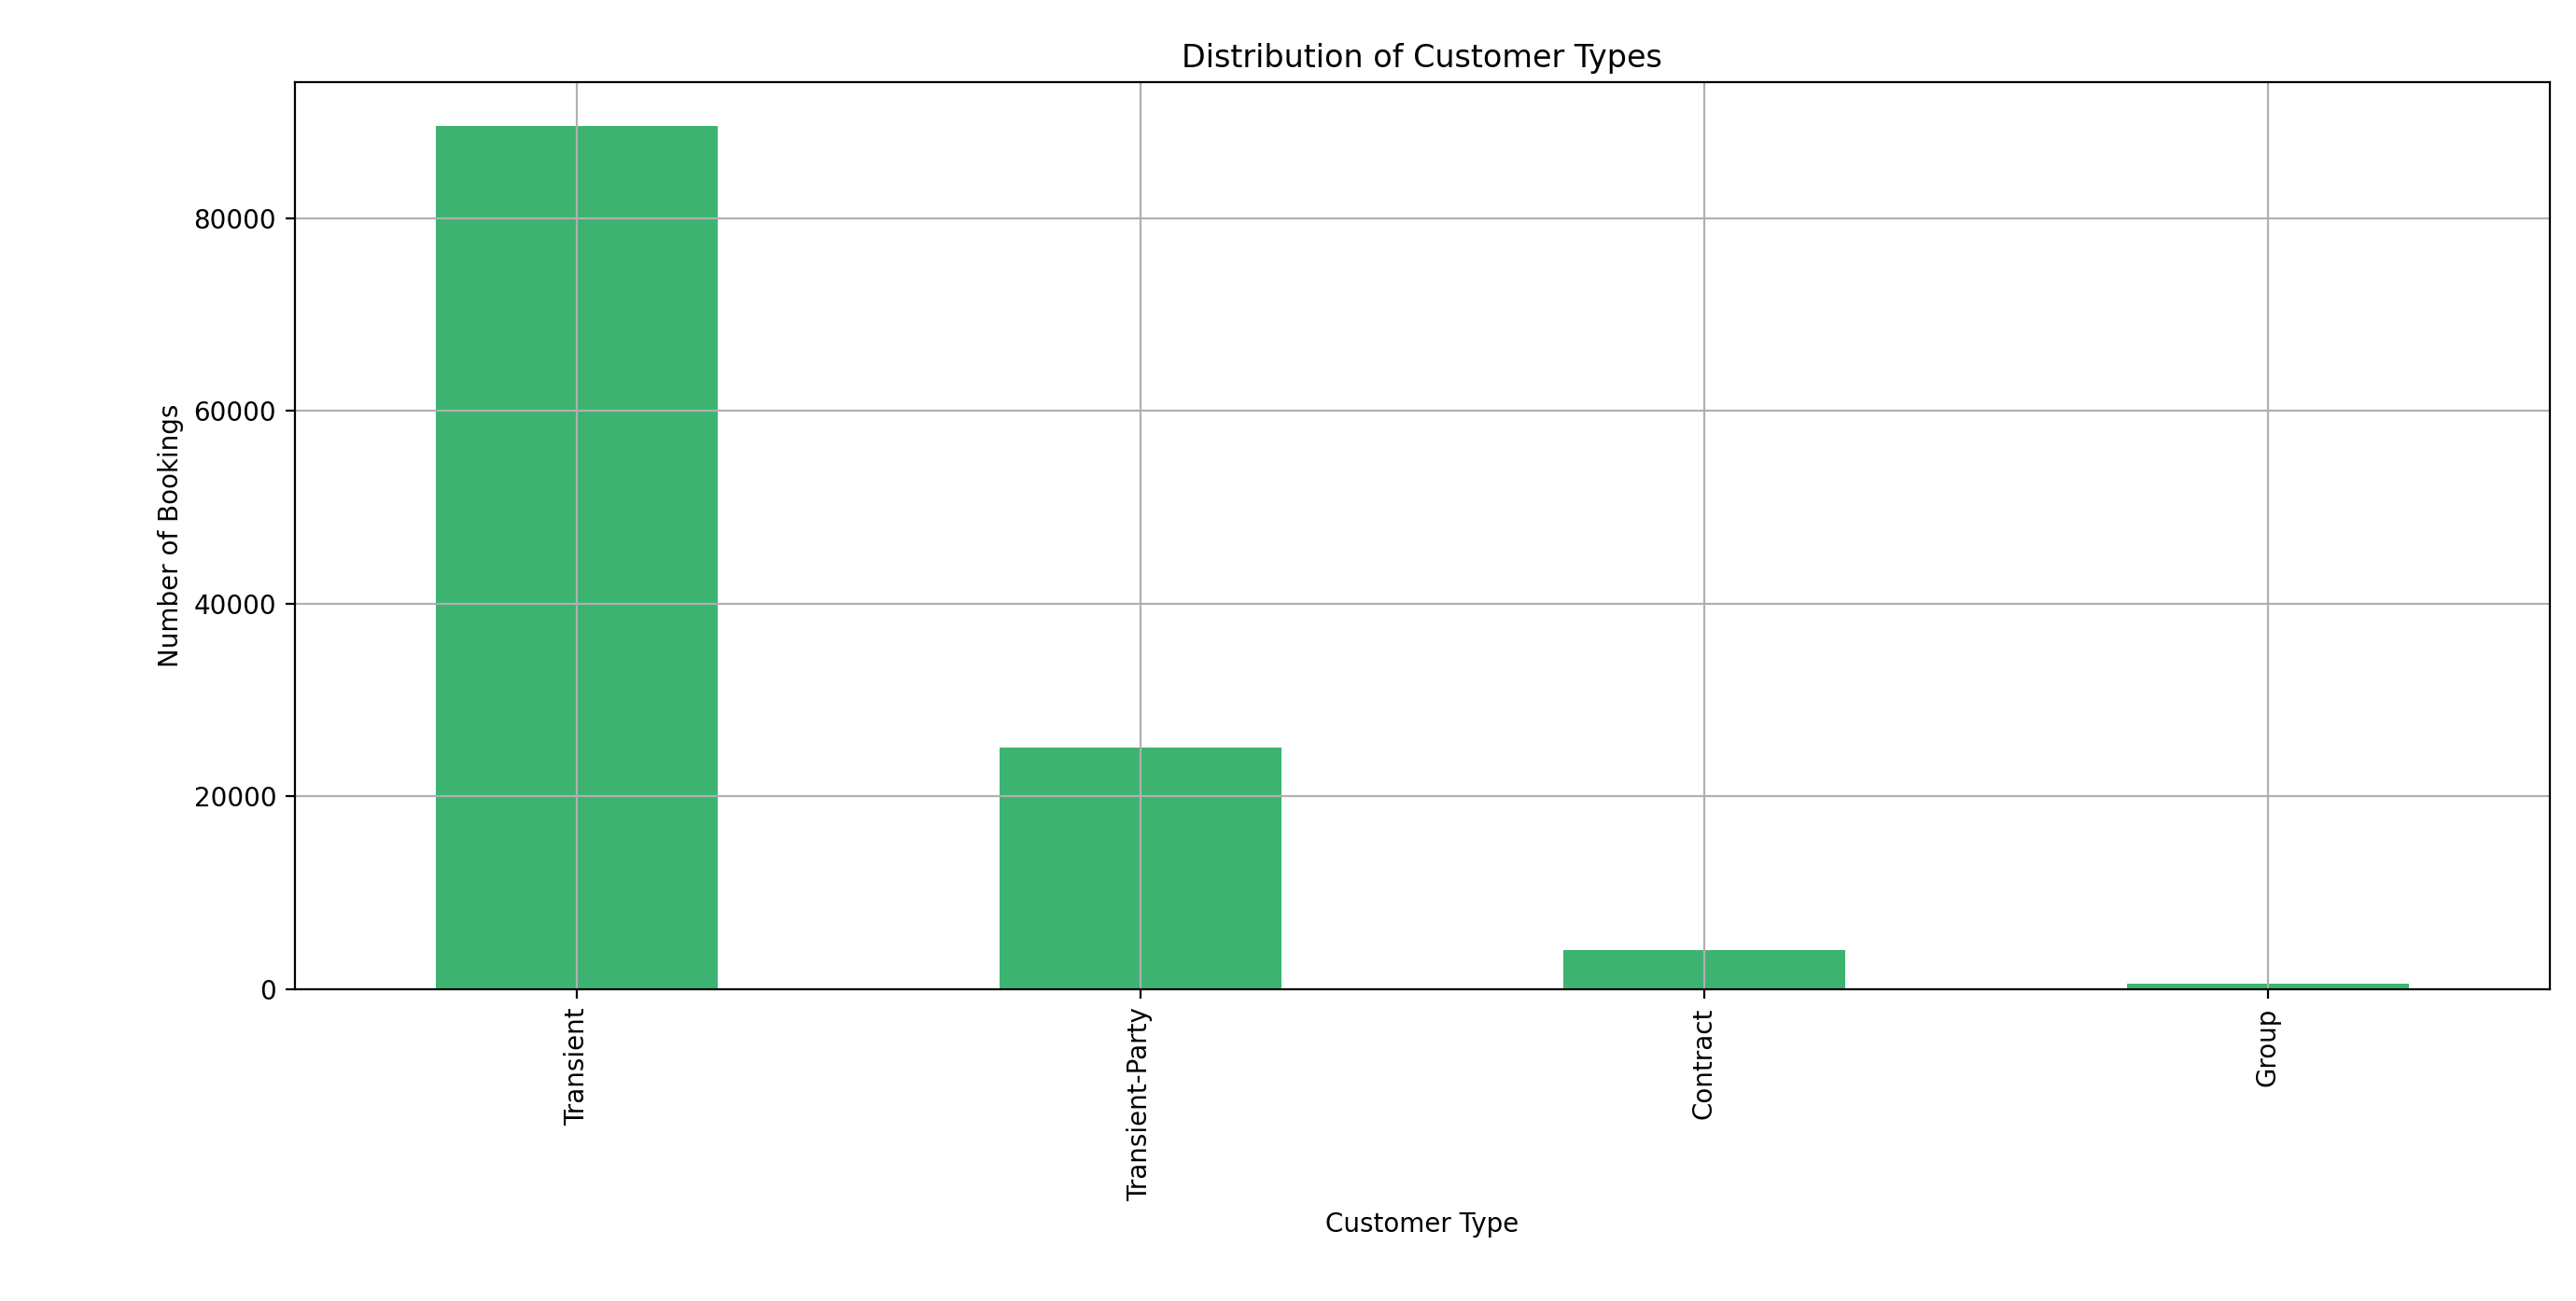 Distribution of Customer Types
Number of Bookings
80000
60000
40000
20000
0
Transient
Transient-Party
Contract
Group
Customer Type